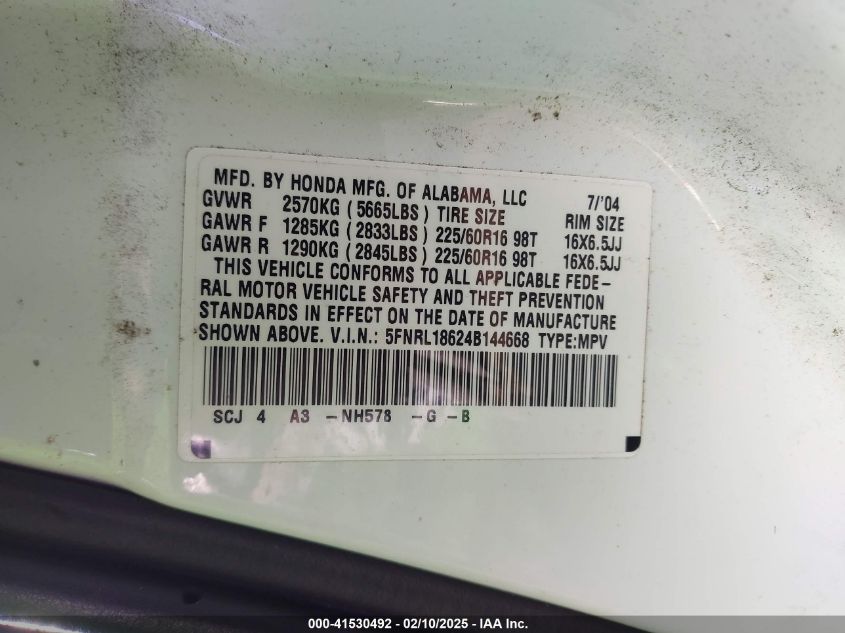 MFD. BY HONDA MFG. OF ALABAMA, LLC 7/'04
GVWR 2570KG ( 5665LBS ) TIRE SIZE RIM SIZE
GAWR F 1285KG ( 2833LBS ) 225/60R16 98T 16X6.5JJ
GAWR R 1290KG ( 2845LBS ) 225/60R16 98T 16X6.5JJ
THIS VEHICLE CONFORMS TO ALL APPLICABLE FEDE-
RAL MOTOR VEHICLE SAFETY AND THEFT PREVENTION
STANDARDS IN EFFECT ON THE DATE OF MANUFACTURE
SHOWN ABOVE. V.I.N.: 5FNRL18624B144668 TYPE:MPV
SCJ 4 A3 -NH578 -G -B
000-41530492 - 02/10/2025 - IAA Inc.